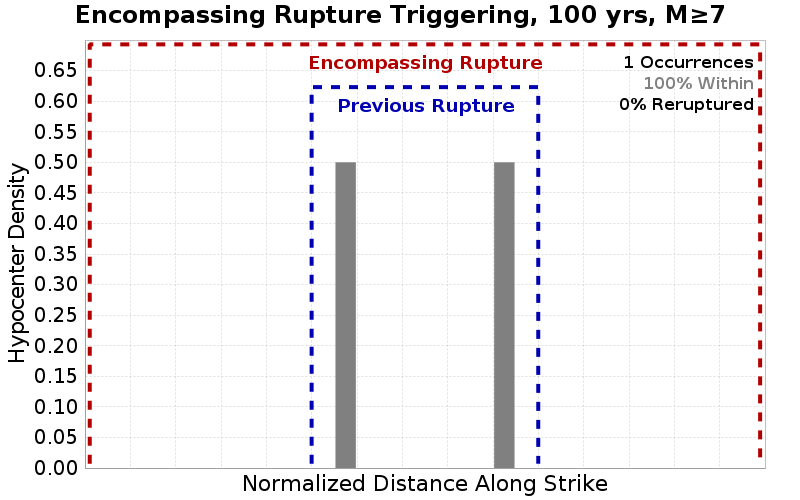 Encompassing Rupture Triggering, 100 yrs, M≥7
Encompassing Rupture
Previous Rupture
1 Occurrences
100% Within
0% Reruptured
Hypocenter Density
0.65
0.60
0.55
0.50
0.45
0.40
0.35
0.30
0.25
0.20
0.15
0.10
0.05
0.00
Normalized Distance Along Strike